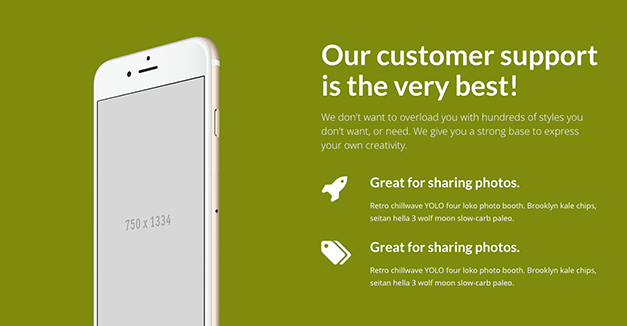 Our customer support
is the very best!
We don't want to overload you with hundreds of styles you
don't want, or need. We give you a strong base to express
your own creativity.
Great for sharing photos.
Retro chillwave YOLO four loko photo booth. Brooklyn kale chips,
seitan hella 3 wolf moon slow-carb paleo.
Great for sharing photos.
Retro chillwave YOLO four loko photo booth. Brooklyn kale chips,
seitan hella 3 wolf moon slow-carb paleo.
750 x 1334